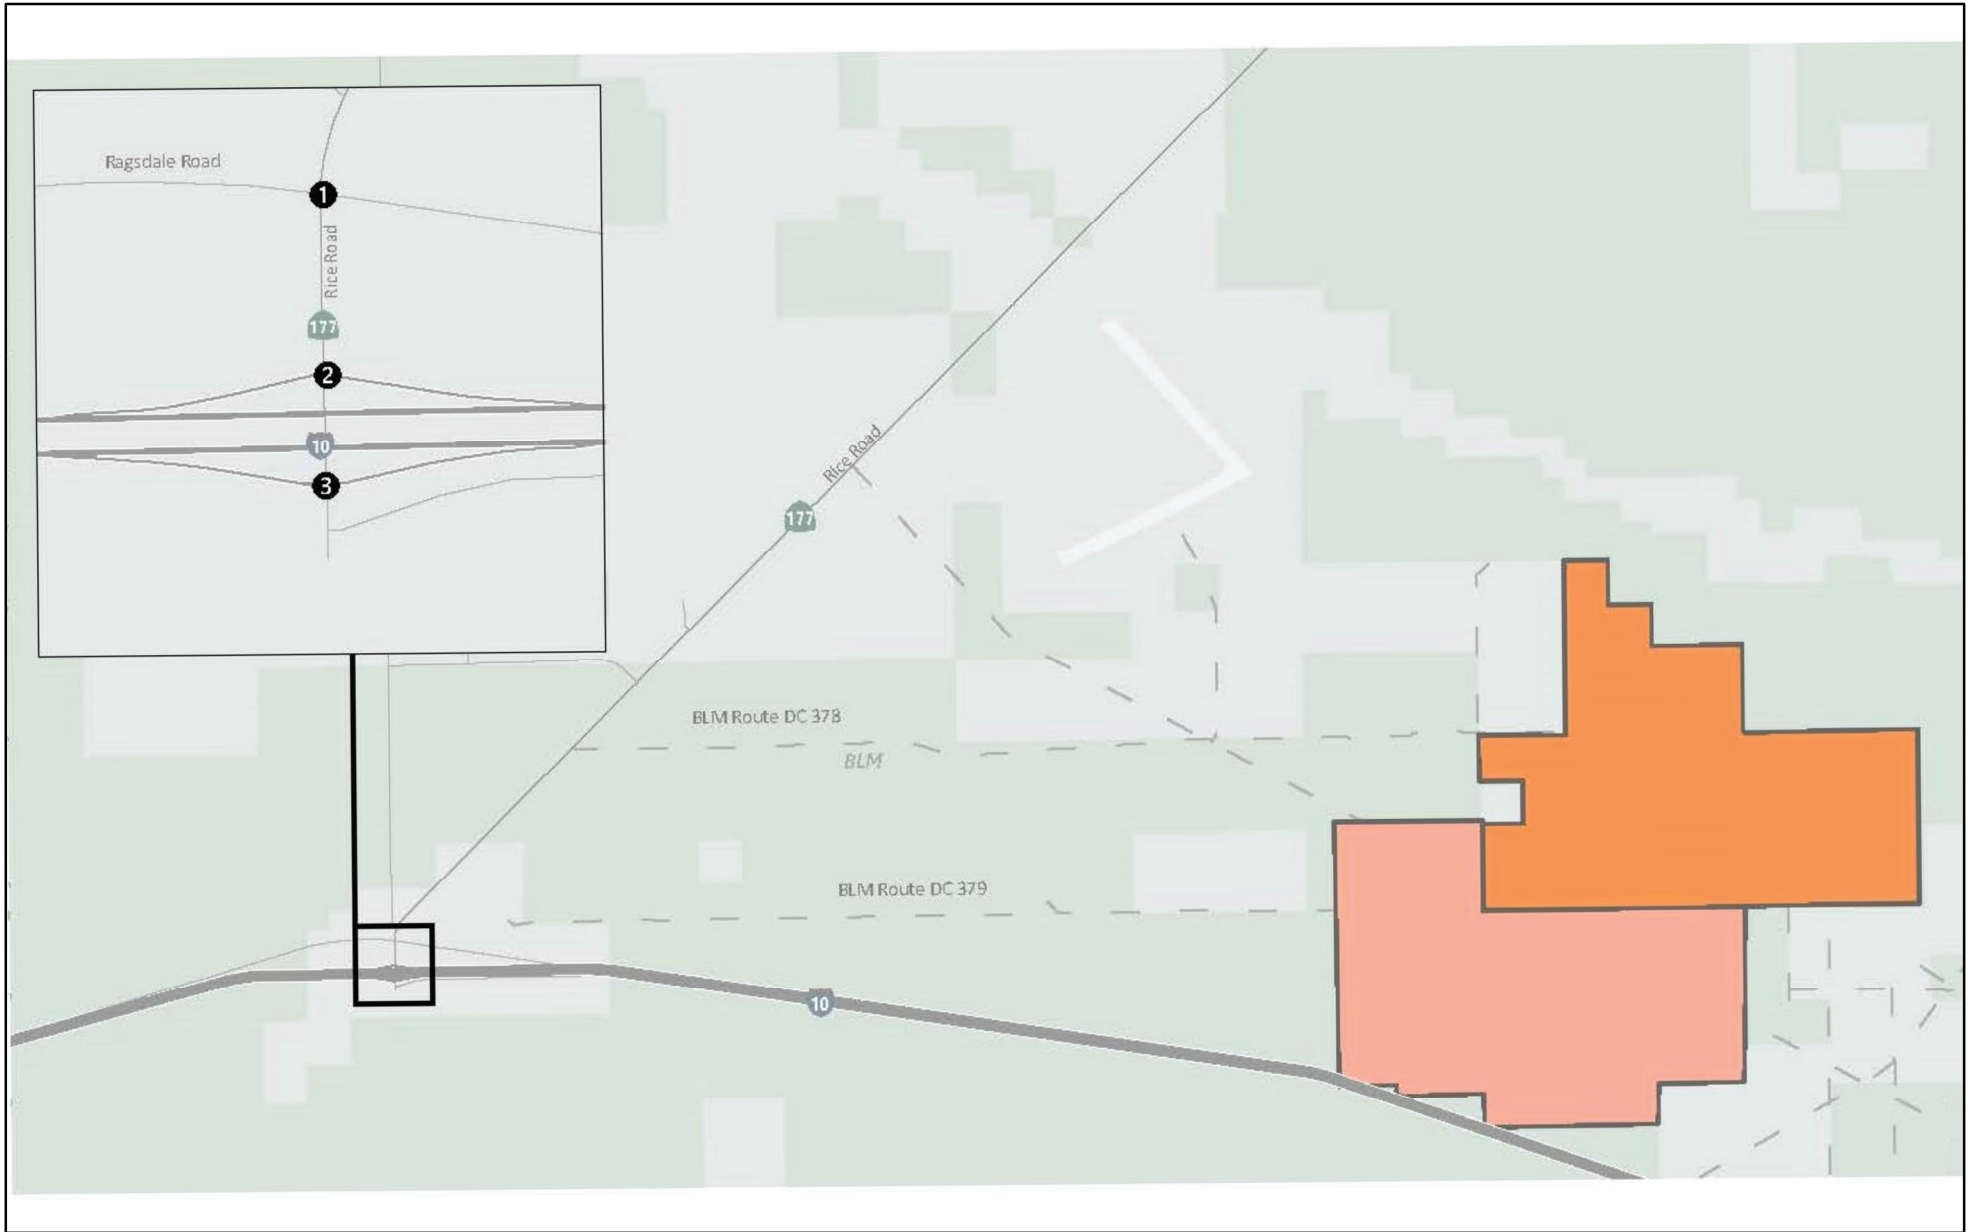 Ragsdale Road
1
Rice Road
177
2
10
3
Rice Road
177
BLM Route DC 378
BLM
BLM Route DC 379
10